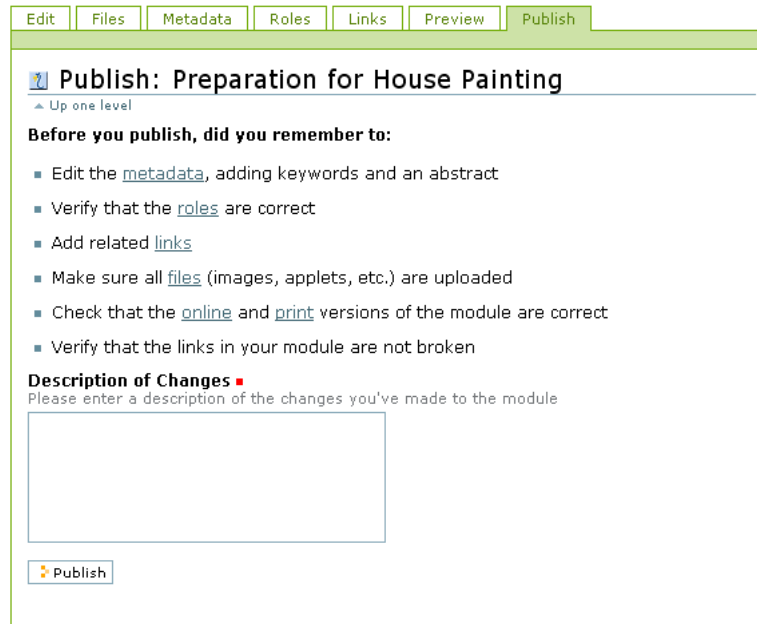 Edit Files Metadata Roles Links Preview Publish
Publish: Preparation for House Painting
Up one level
Before you publish, did you remember to:
Edit the metadata, adding keywords and an abstract
Verify that the roles are correct
Add related links
Make sure all files (images, applets, etc.) are uploaded
Check that the online and print versions of the module are correct
Verify that the links in your module are not broken
Description of Changes
Please enter a description of the changes you've made to the module
Publish